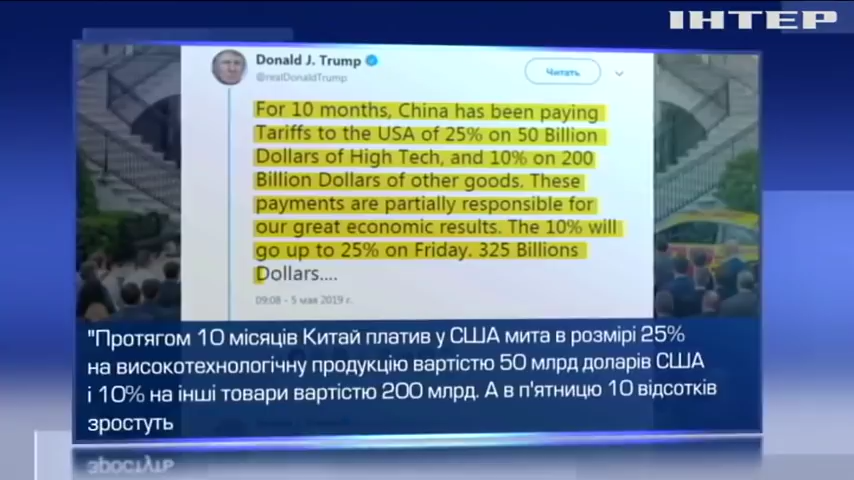 ІНТЕР
Donald J. Trump
@realDonaldTrump
Читать
For 10 months, China has been paying
Tariffs to the USA of 25% on 50 Billion
Dollars of High Tech, and 10% on 200
Billion Dollars of other goods. These
payments are partially responsible for
our great economic results. The 10% will
go up to 25% on Friday. 325 Billions
Dollars....
09:08 - 5 мая 2019 г.
"Протягом 10 місяців Китай платив у США мита в розмірі 25%
на високотехнологічну продукцію вартістю 50 млрд доларів США
і 10% на інші товари вартістю 200 млрд. А в п'ятницю 10 відсотків
зростуть